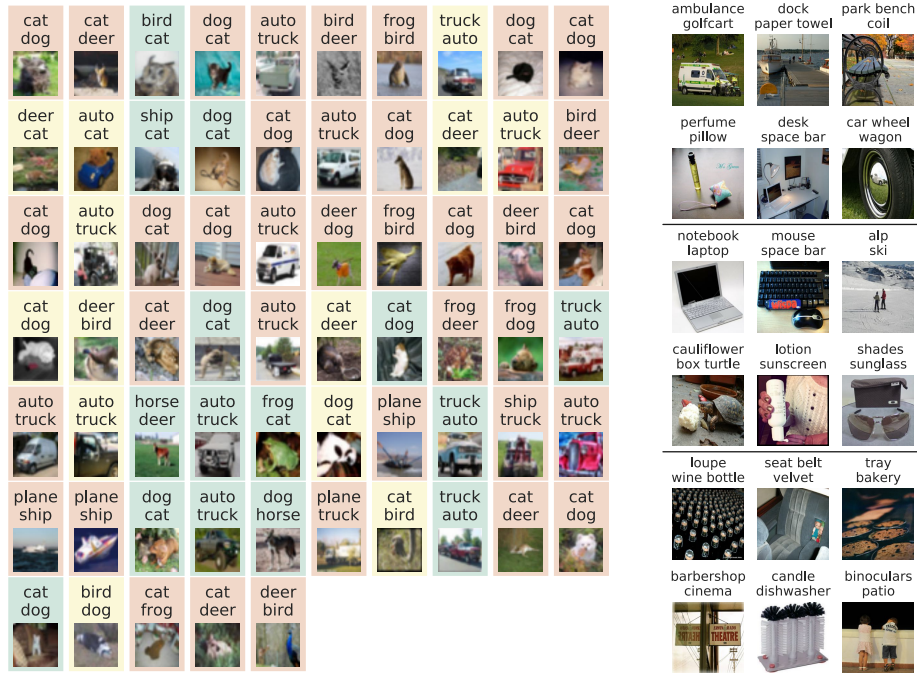 cat cat bird dog auto bird frog truck dog cat
dog deer cat cat truck deer bird auto cat dog
deer auto ship dog cat auto cat cat auto bird
cat cat cat cat dog truck dog deer truck deer
cat auto dog cat auto deer frog cat deer cat
dog truck cat dog truck dog bird dog bird dog
cat deer cat dog auto cat cat frog frog truck
dog bird deer cat truck deer dog deer dog auto
auto auto horse auto frog dog plane truck ship auto
truck truck deer truck cat cat ship auto truck truck
plane plane dog auto dog plane cat truck cat cat
ship ship cat truck horse truck bird auto deer dog
cat bird cat cat deer
dog dog frog deer bird
ambulance dock park bench
golfcart paper towel coil
perfume desk car wheel
pillow space bar wagon
notebook mouse alp
laptop space bar ski
cauliflower lotion shades
box turtle sunscreen sunglass
loupe seat belt tray
wine bottle velvet bakery
barbershop candle binoculars
cinema dishwasher patio
THEATRE